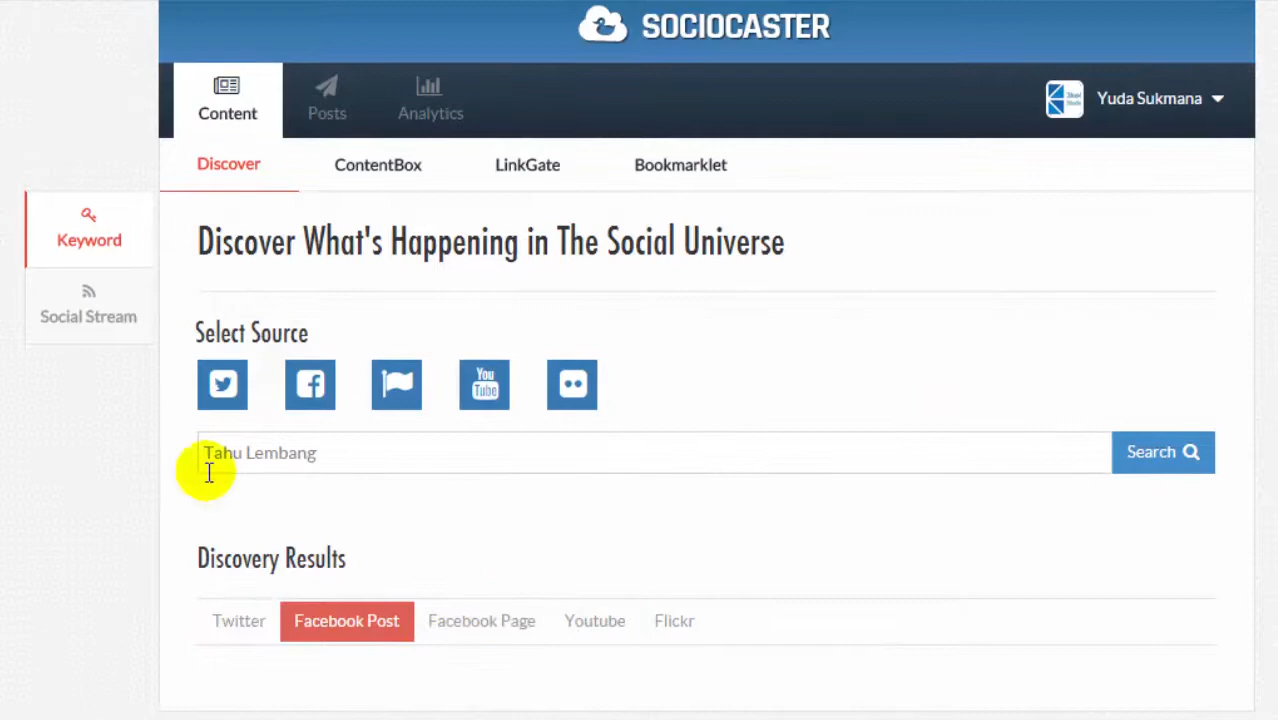 SOCIOCASTER
Content
Posts
Analytics
Yuda Sukmana
Discover
ContentBox
LinkGate
Bookmarklet
Keyword
Social Stream
Discover What's Happening in The Social Universe
Select Source
You
Tube
Tahu Lembang
Search
Discovery Results
Twitter
Facebook Post
Facebook Page
Youtube
Flickr